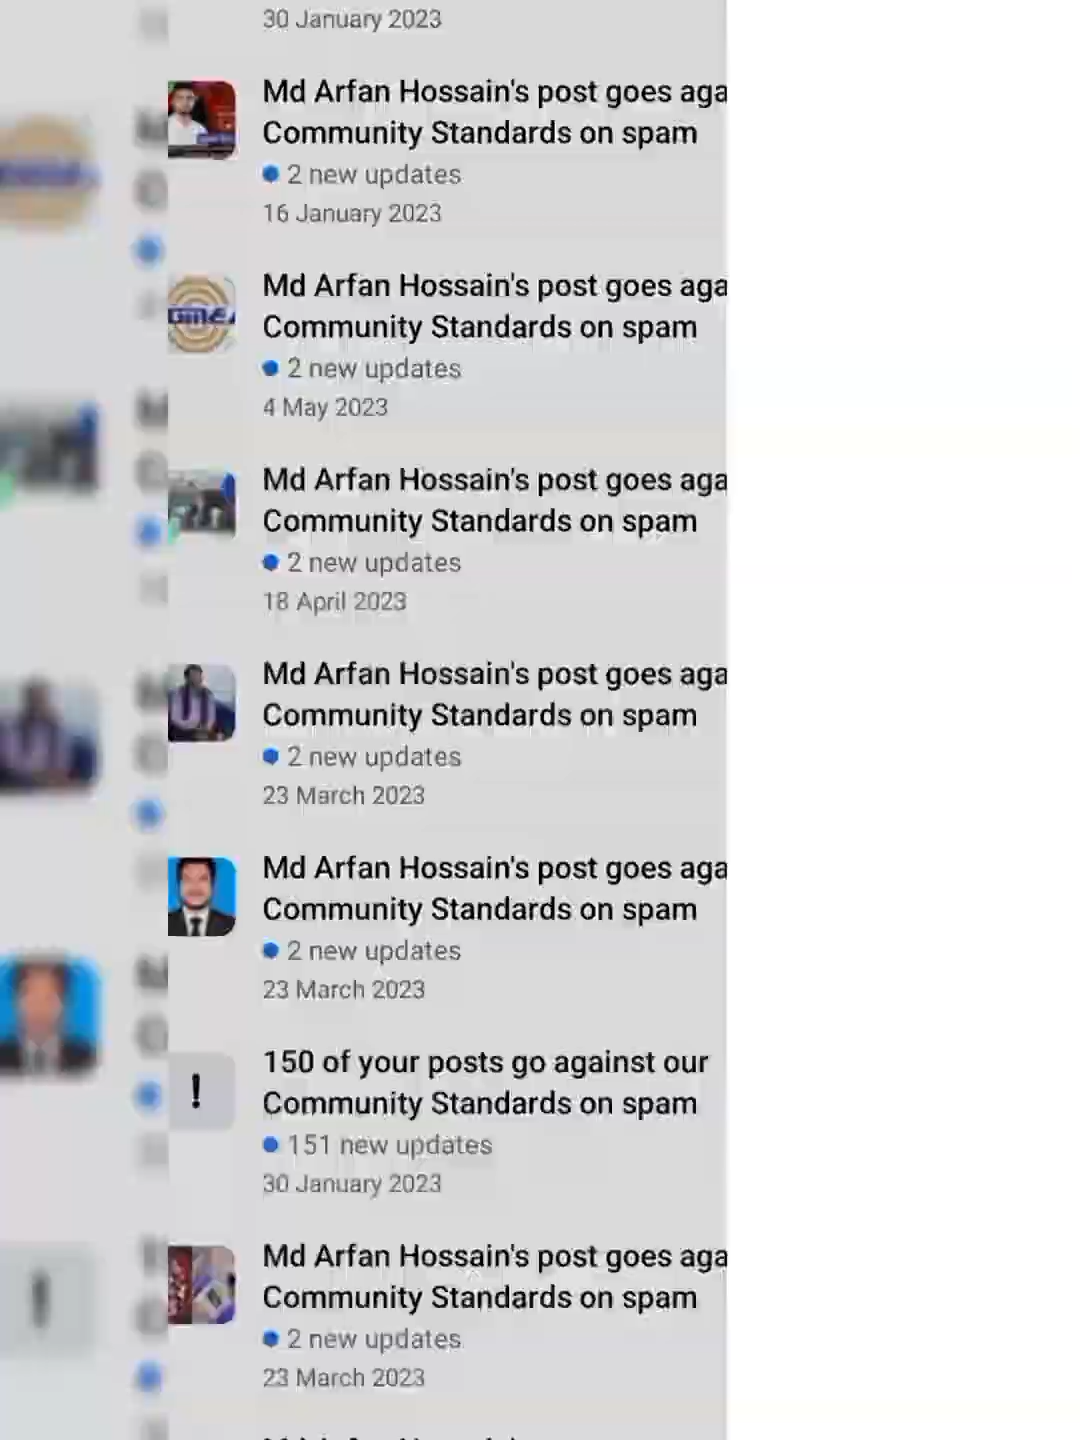 30 January 2023
Md Arfan Hossain's post goes aga
Community Standards on spam
2 new updates
16 January 2023
Md Arfan Hossain's post goes aga
Community Standards on spam
2 new updates
4 May 2023
Md Arfan Hossain's post goes aga
Community Standards on spam
2 new updates
18 April 2023
Md Arfan Hossain's post goes aga
Community Standards on spam
2 new updates
23 March 2023
Md Arfan Hossain's post goes aga
Community Standards on spam
2 new updates
23 March 2023
!
150 of your posts go against our
Community Standards on spam
151 new updates
30 January 2023
Md Arfan Hossain's post goes aga
Community Standards on spam
2 new updates
23 March 2023